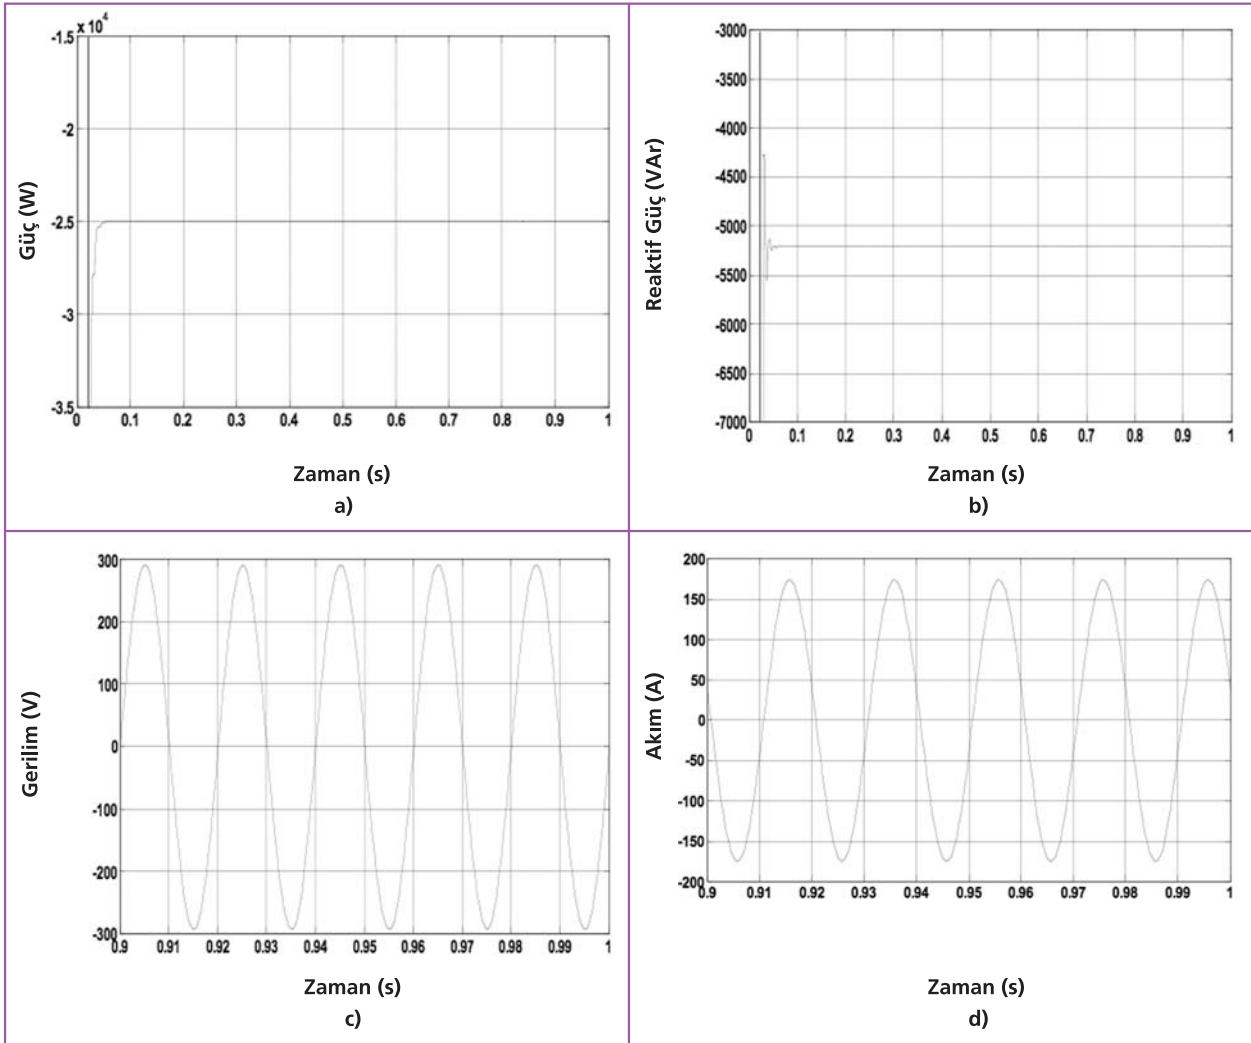 x 10⁴
-1.5
-2
-2.5
-3
-3.5
0 0.1 0.2 0.3 0.4 0.5 0.6 0.7 0.8 0.9 1
Güç (W)
Zaman (s)
a)
-3000
-3500
-4000
-4500
-5000
-5500
-6000
-6500
-7000
0 0.1 0.2 0.3 0.4 0.5 0.6 0.7 0.8 0.9 1
Reaktif Güç (VAr)
Zaman (s)
b)
300
200
100
0
-100
-200
-300
0.9 0.91 0.92 0.93 0.94 0.95 0.96 0.97 0.98 0.99 1
Gerilim (V)
Zaman (s)
c)
200
150
100
50
0
-50
-100
-150
-200
0.9 0.91 0.92 0.93 0.94 0.95 0.96 0.97 0.98 0.99 1
Akım (A)
Zaman (s)
d)